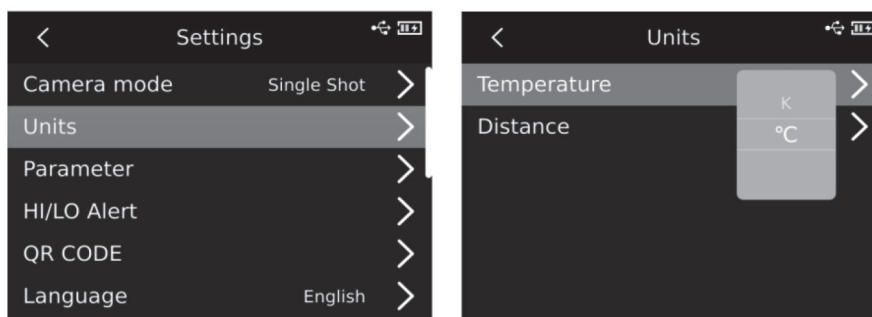 Settings
Camera mode Single Shot
Units
Parameter
HI/LO Alert
QR CODE
Language English
Units
Temperature
K
°C
Distance